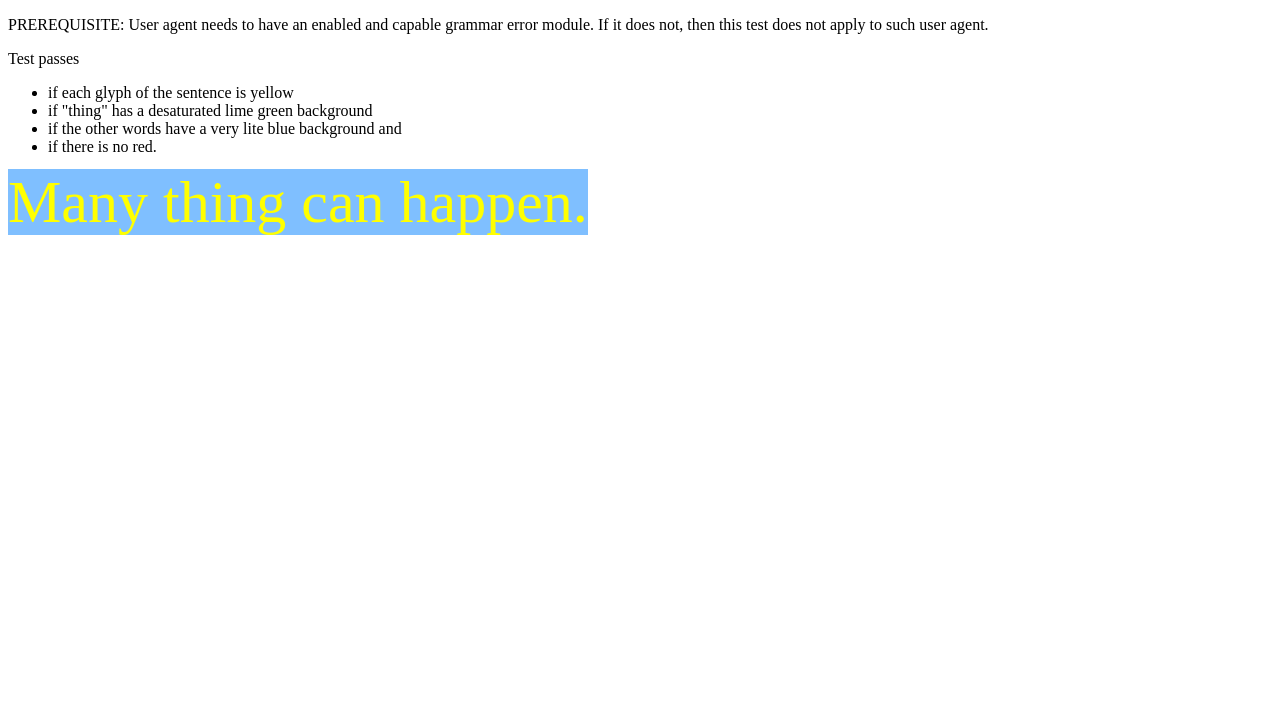 PREREQUISITE: User agent needs to have an enabled and capable grammar error module. If it does not, then this test does not apply to such user agent.
Test passes
if each glyph of the sentence is yellow
if "thing" has a desaturated lime green background
if the other words have a very lite blue background and
if there is no red.
Many thing can happen.